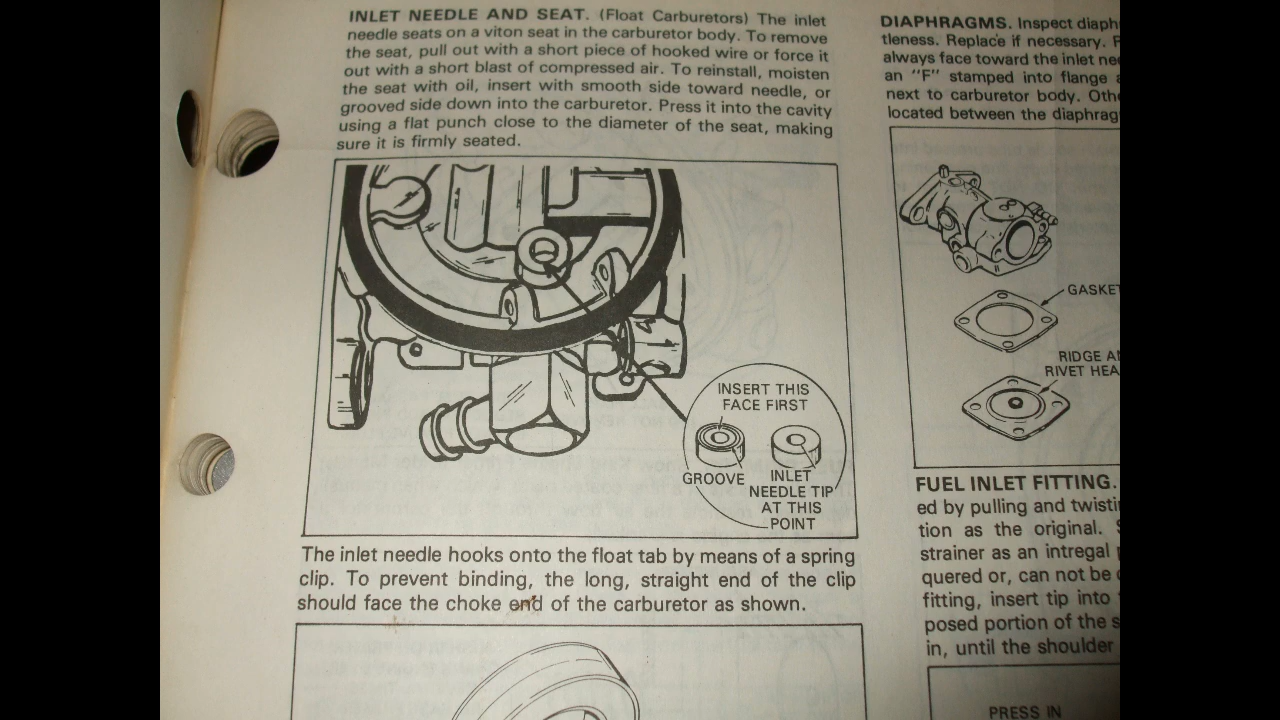 INLET NEEDLE AND SEAT. (Float Carburetors) The inlet
needle seats on a viton seat in the carburetor body. To remove
the seat, pull out with a short piece of hooked wire or force it
out with a short blast of compressed air. To reinstall, moisten
the seat with oil, insert with smooth side toward needle, or
grooved side down into the carburetor. Press it into the cavity
using a flat punch close to the diameter of the seat, making
sure it is firmly seated.
INSERT THIS
FACE FIRST
GROOVE
INLET
NEEDLE TIP
AT THIS
POINT
The inlet needle hooks onto the float tab by means of a spring
clip. To prevent binding, the long, straight end of the clip
should face the choke end of the carburetor as shown.
DIAPHRAGMS. Inspect
tleness. Replace if necessary.
always face toward the inlet
an "F" stamped into flange
next to carburetor body.
located between the
GASKET
RIDGE
RIVET
FUEL INLET FITTING.
ed by pulling and
tion as the original.
strainer as an intregal
quered or, can not be
fitting, insert tip into
posed portion of the
in, until the shoulder
PRESS IN